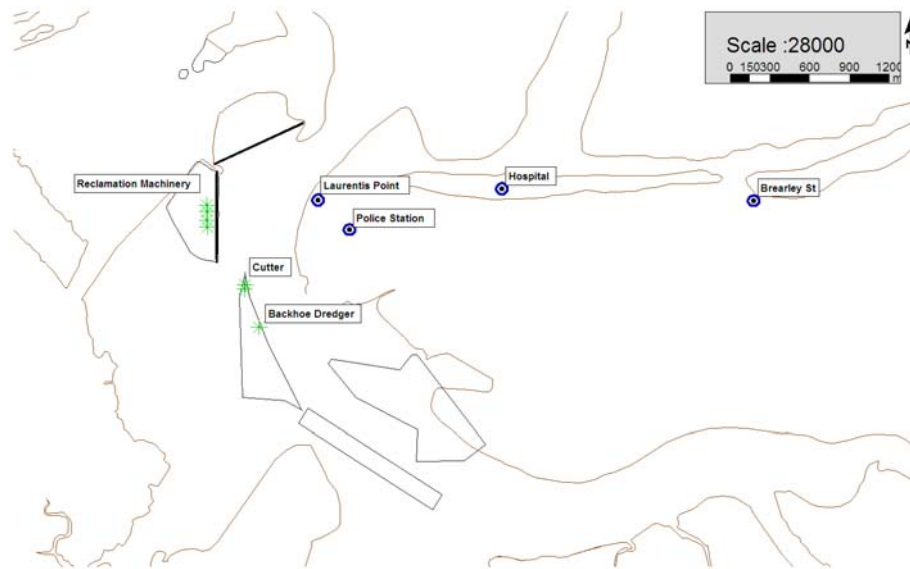 Scale :28000
0 150300 600 900 1200
m
N
Reclamation Machinery
Laurentis Point
Hospital
Brearley St
Police Station
Cutter
Backhoe Dredger